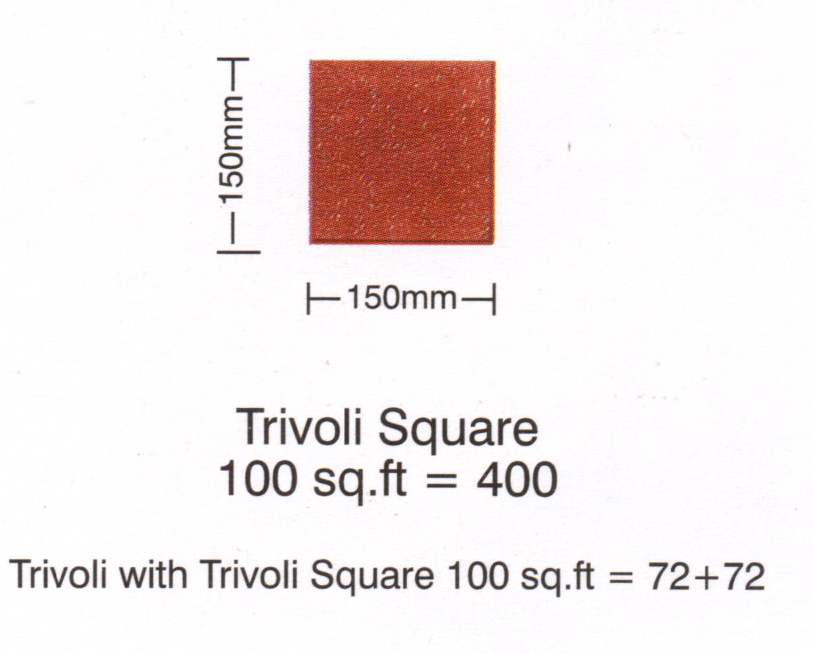 150mm
150mm
Trivoli Square
100 sq.ft = 400
Trivoli with Trivoli Square 100 sq.ft = 72+72